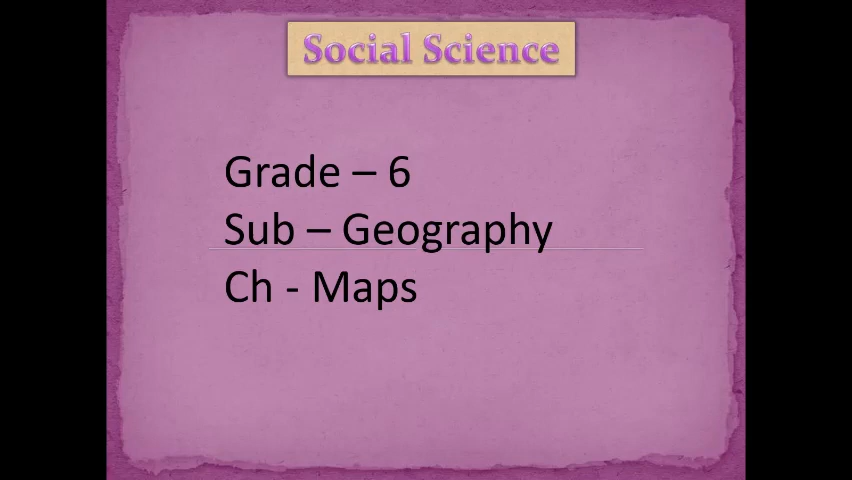 Social Science
Grade – 6
Sub – Geography
Ch - Maps